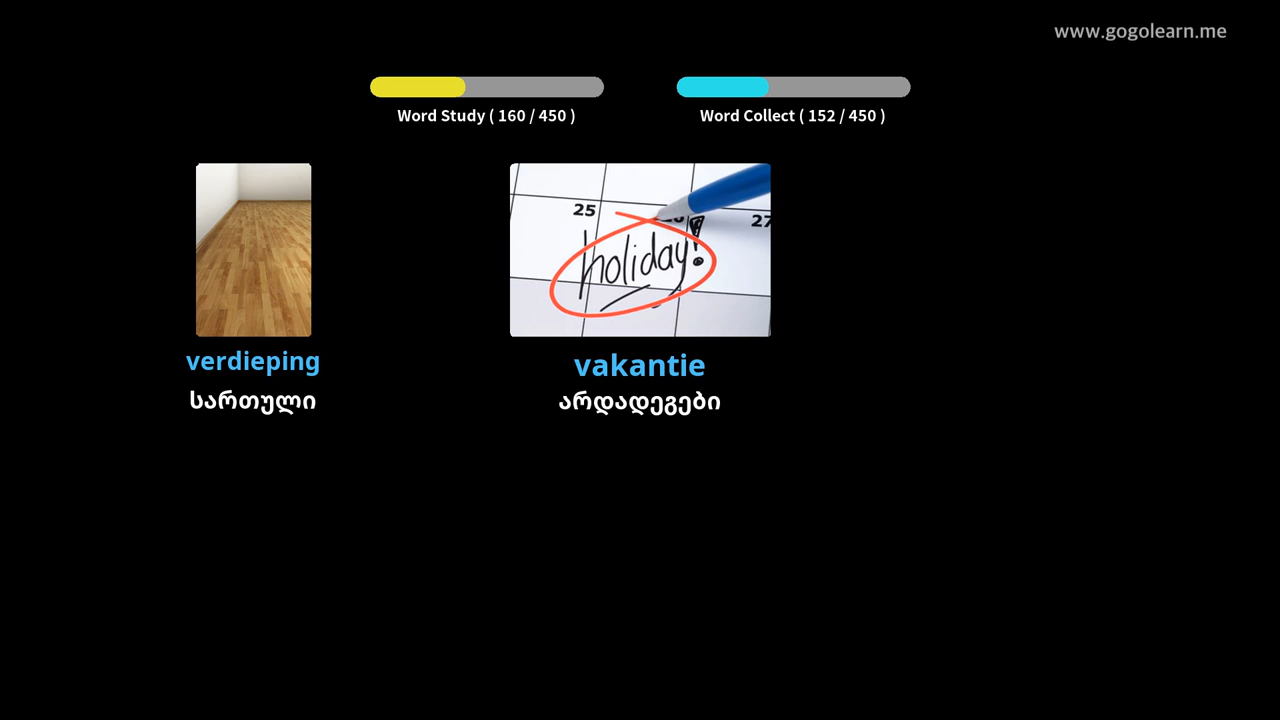 www.gogolearn.me
Word Study ( 160 / 450 )
Word Collect ( 152 / 450 )
25
27
holiday!
verdieping
vakantie
სართული
არდადეგები